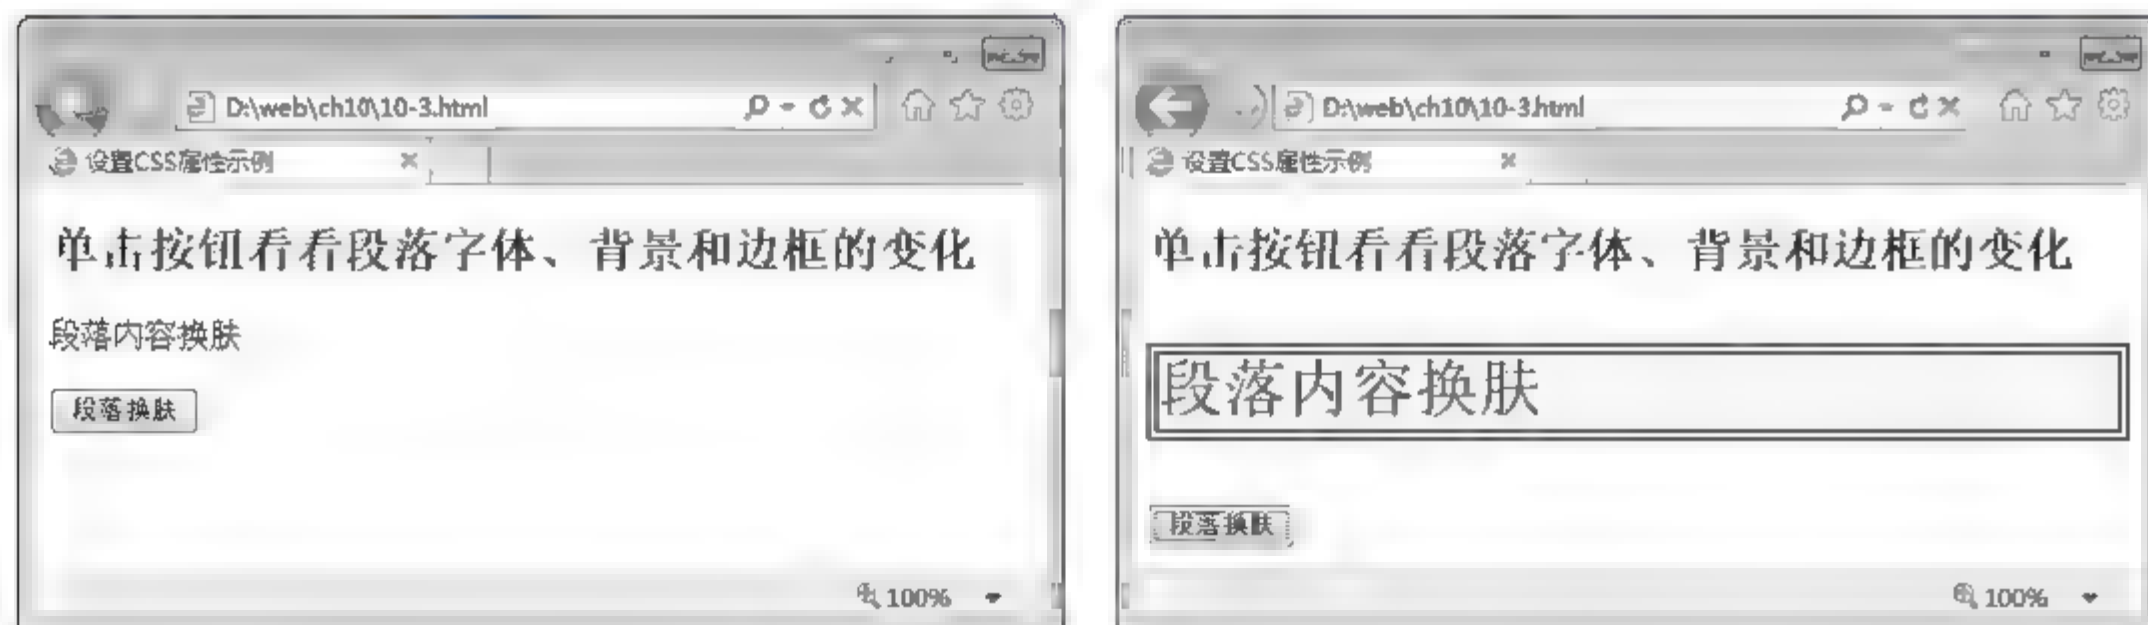 D:\web\ch10\10-3.html
设置CSS属性示例
单击按钮看看段落字体、背景和边框的变化
段落内容换肤
段落换肤
100%
D:\web\ch10\10-3.html
设置CSS属性示例
单击按钮看看段落字体、背景和边框的变化
段落内容换肤
段落换肤
100%